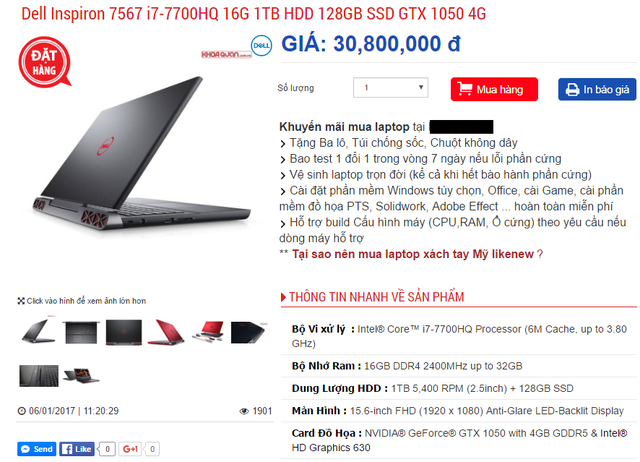 Dell Inspiron 7567 i7-7700HQ 16G 1TB HDD 128GB SSD GTX 1050 4G
ĐẶT
HÀNG
KHOAQUAN
DELL
GIÁ: 30,800,000 đ
Số lượng
1
Mua hàng
In báo giá
Khuyến mãi mua laptop tại
Tặng Ba lô, Túi chống sốc, Chuột không dây
Bao test 1 đổi 1 trong vòng 7 ngày nếu lỗi phần cứng
Vệ sinh laptop trọn đời (kể cả khi hết bảo hành phần cứng)
Cài đặt phần mềm Windows tùy chọn, Office, cài Game, cài phần
mềm đồ họa PTS, Solidwork, Adobe Effect ... hoàn toàn miễn phí
Hỗ trợ build Cấu hình máy (CPU,RAM, Ổ cứng) theo yêu cầu nếu
dòng máy hỗ trợ
** Tại sao nên mua laptop xách tay Mỹ likenew ?
Click vào hình để xem ảnh lớn hơn
06/01/2017 | 11:20:29
1901
Send
Like
0
G+1
0
THÔNG TIN NHANH VỀ SẢN PHẨM
Bộ Vi xử lý : Intel® Core™ i7-7700HQ Processor (6M Cache, up to 3.80
GHz)
Bộ Nhớ Ram : 16GB DDR4 2400MHz up to 32GB
Dung Lượng HDD : 1TB 5,400 RPM (2.5inch) + 128GB SSD
Màn Hình : 15.6-inch FHD (1920 x 1080) Anti-Glare LED-Backlit Display
Card Đồ Họa : NVIDIA® GeForce® GTX 1050 with 4GB GDDR5 & Intel®
HD Graphics 630